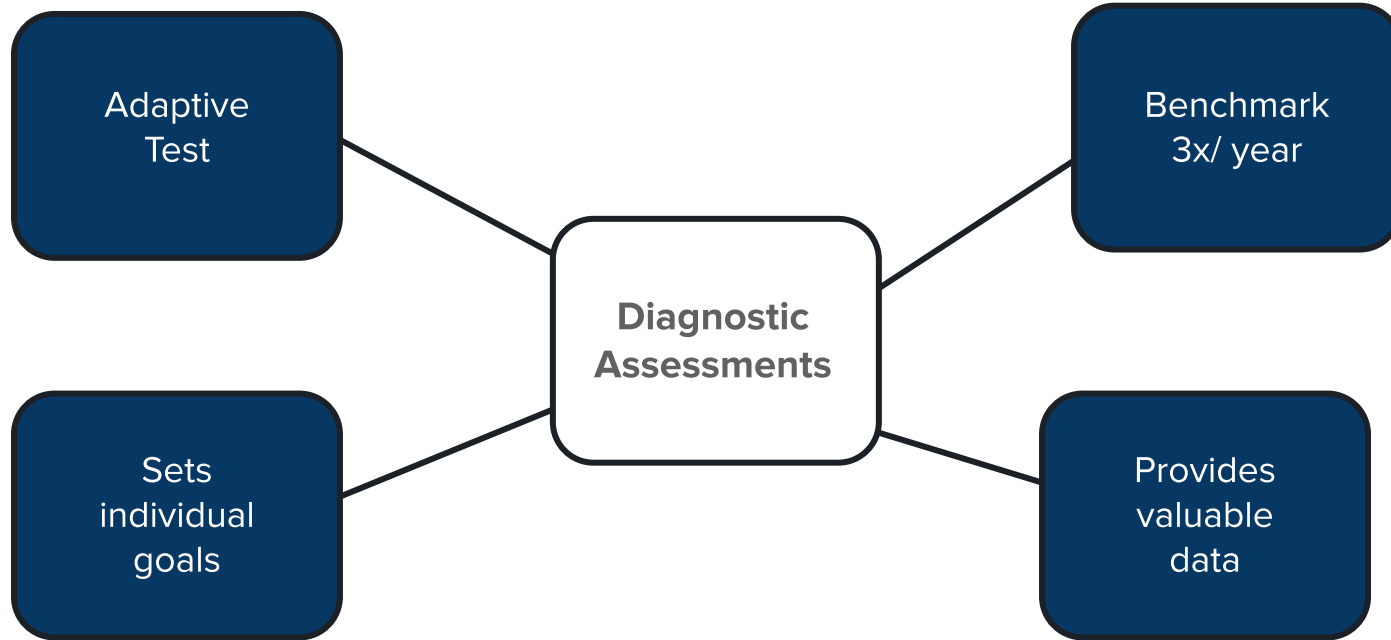 Adaptive
Test
Benchmark
3x/ year
Diagnostic
Assessments
Sets
individual
goals
Provides
valuable
data